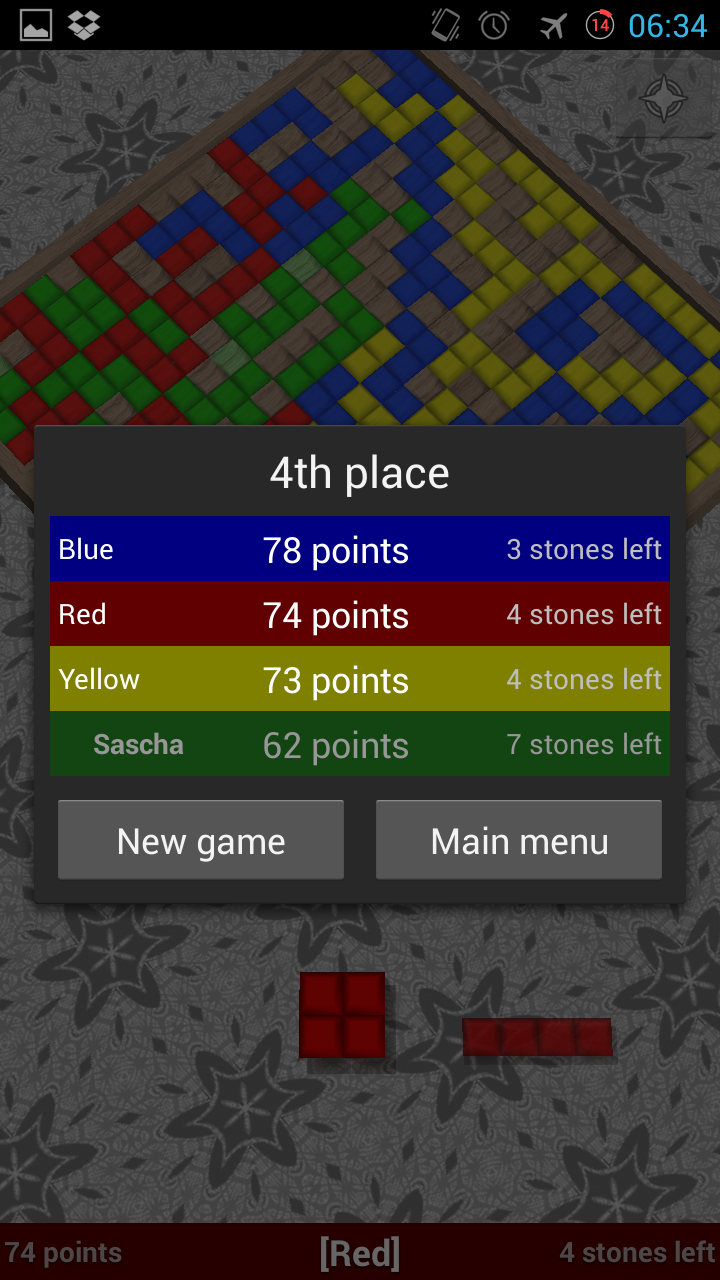 14 06:34
4th place
Blue 78 points 3 stones left
Red 74 points 4 stones left
Yellow 73 points 4 stones left
Sascha 62 points 7 stones left
New game Main menu
74 points [Red] 4 stones left